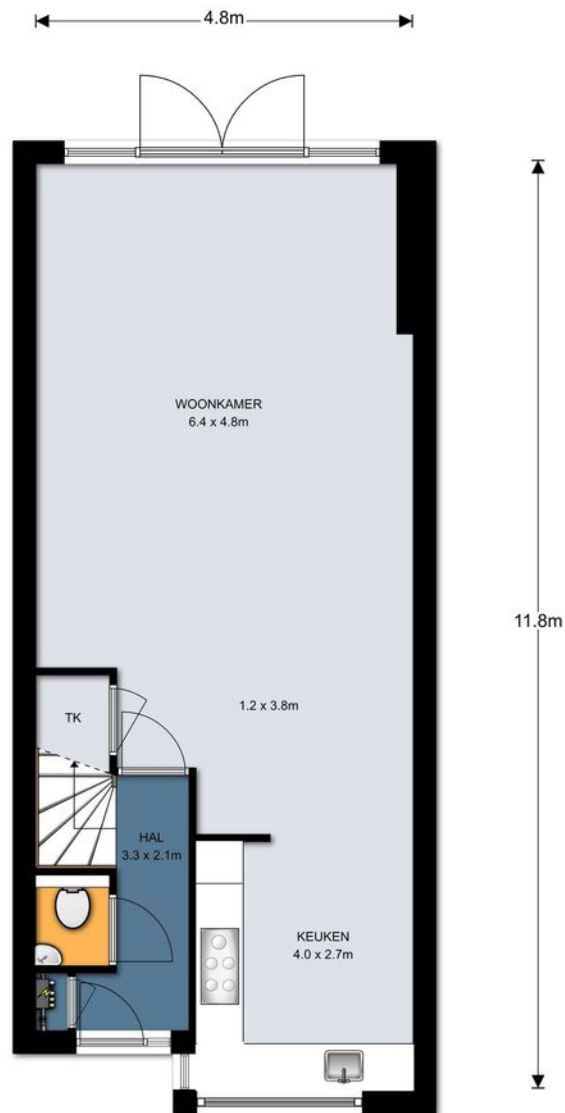 4.8m
WOONKAMER
6.4 x 4.8m
11.8m
TK
1.2 x 3.8m
HAL
3.3 x 2.1m
KEUKEN
4.0 x 2.7m